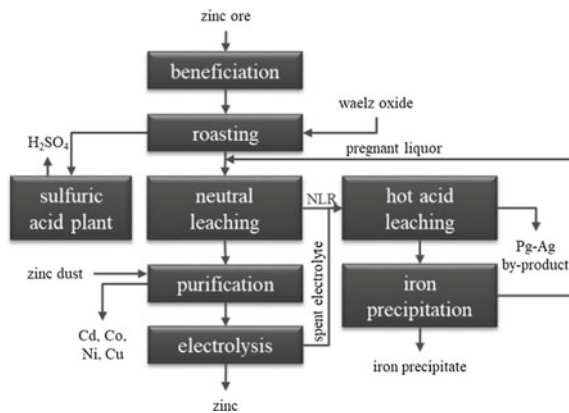 zinc ore
beneficiation
waelz oxide
roasting
H₂SO₄
pregnant liquor
sulfuric
acid plant
neutral
leaching
NLR
hot acid
leaching
Pg-Ag
by-product
zinc dust
purification
spent electrolyte
iron
precipitation
Cd, Co,
Ni, Cu
electrolysis
iron precipitate
zinc